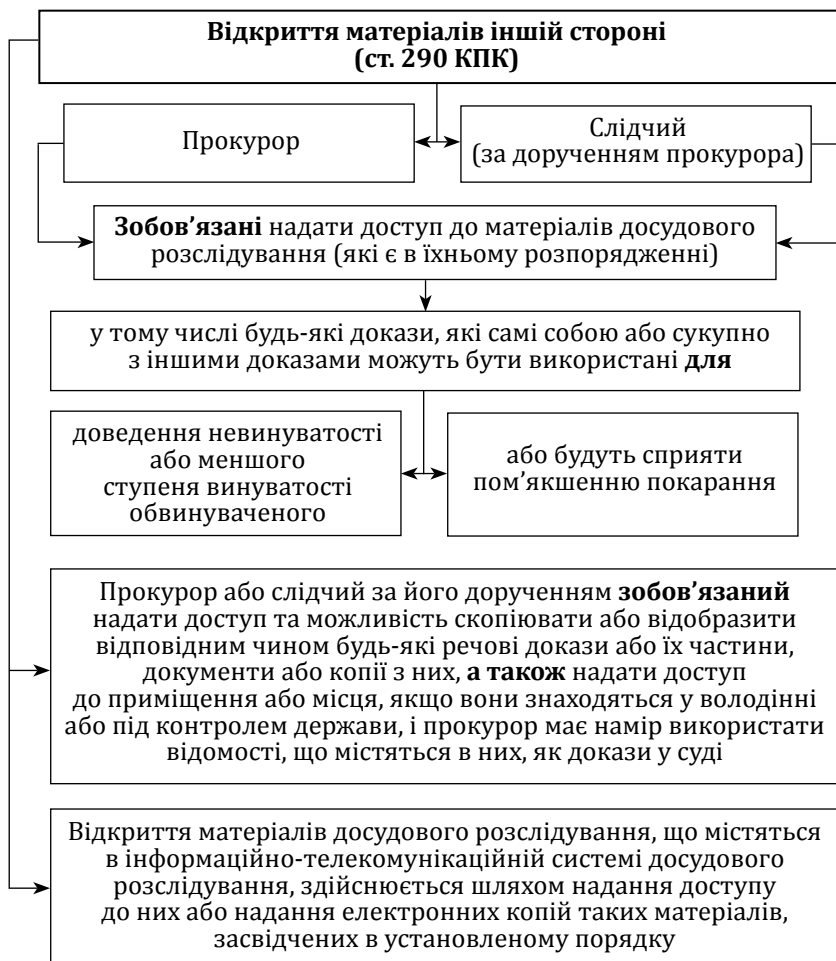 Відкриття матеріалів іншій стороні
(ст. 290 КПК)
Прокурор
Слідчий
(за дорученням прокурора)
Зобов’язані надати доступ до матеріалів досудового
розслідування (які є в їхньому розпорядженні)
у тому числі будь-які докази, які самі собою або сукупно
з іншими доказами можуть бути використані для
доведення невинуватості
або меншого
ступеня винуватості
обвинуваченого
або будуть сприяти
пом’якшенню покарання
Прокурор або слідчий за його дорученням зобов’язаний
надати доступ та можливість скопіювати або відобразити
відповідним чином будь-які речові докази або їх частини,
документи або копії з них, а також надати доступ
до приміщення або місця, якщо вони знаходяться у володінні
або під контролем держави, і прокурор має намір використати
відомості, що містяться в них, як докази у суді
Відкриття матеріалів досудового розслідування, що містяться
в інформаційно-телекомунікаційній системі досудового
розслідування, здійснюється шляхом надання доступу
до них або надання електронних копій таких матеріалів,
засвідчених в установленому порядку